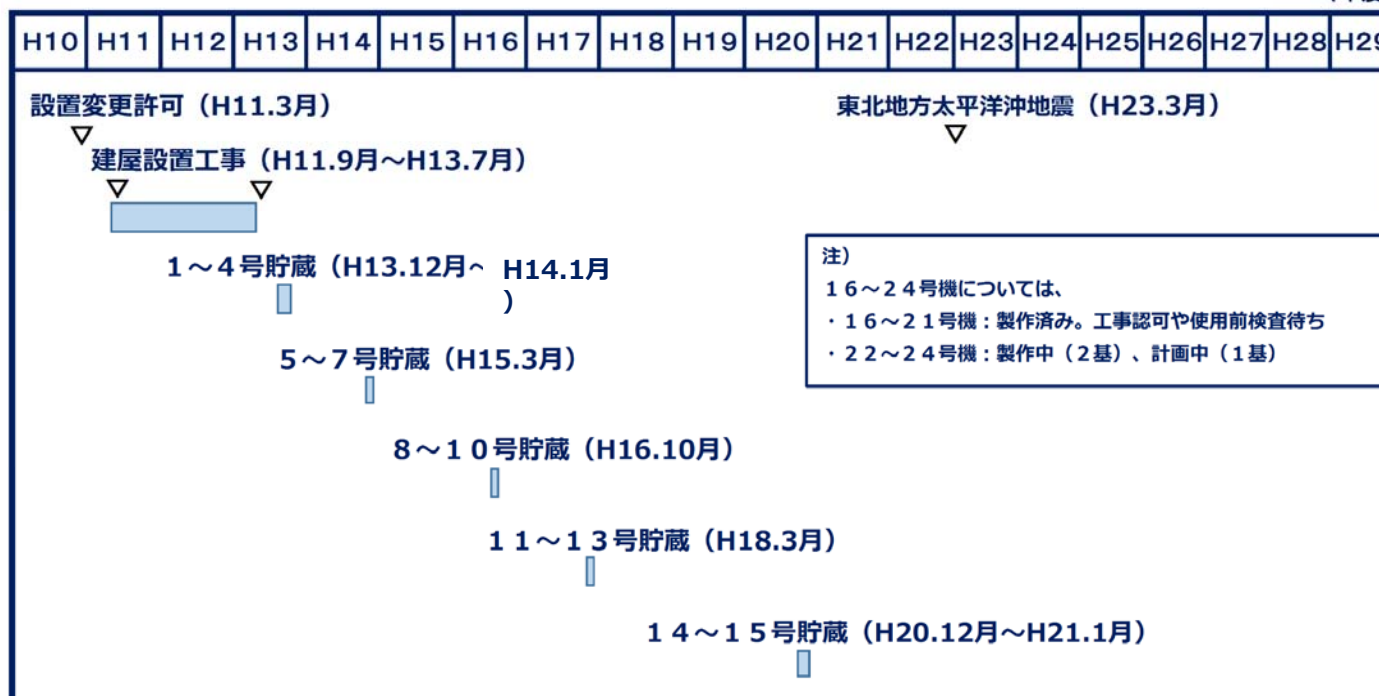 H10 H11 H12 H13 H14 H15 H16 H17 H18 H19 H20 H21 H22 H23 H24 H25 H26 H27 H28 H29
設置変更許可（H11.3月）
東北地方太平洋沖地震（H23.3月）
建屋設置工事（H11.9月～H13.7月）
１～４号貯蔵（H13.12月～ H14.1月
）
５～７号貯蔵（H15.3月）
８～１０号貯蔵（H16.10月）
１１～１３号貯蔵（H18.3月）
１４～１５号貯蔵（H20.12月～H21.1月）
注）
１６～２４号機については、
・１６～２１号機：製作済み。工事認可や使用前検査待ち
・２２～２４号機：製作中（２基）、計画中（１基）